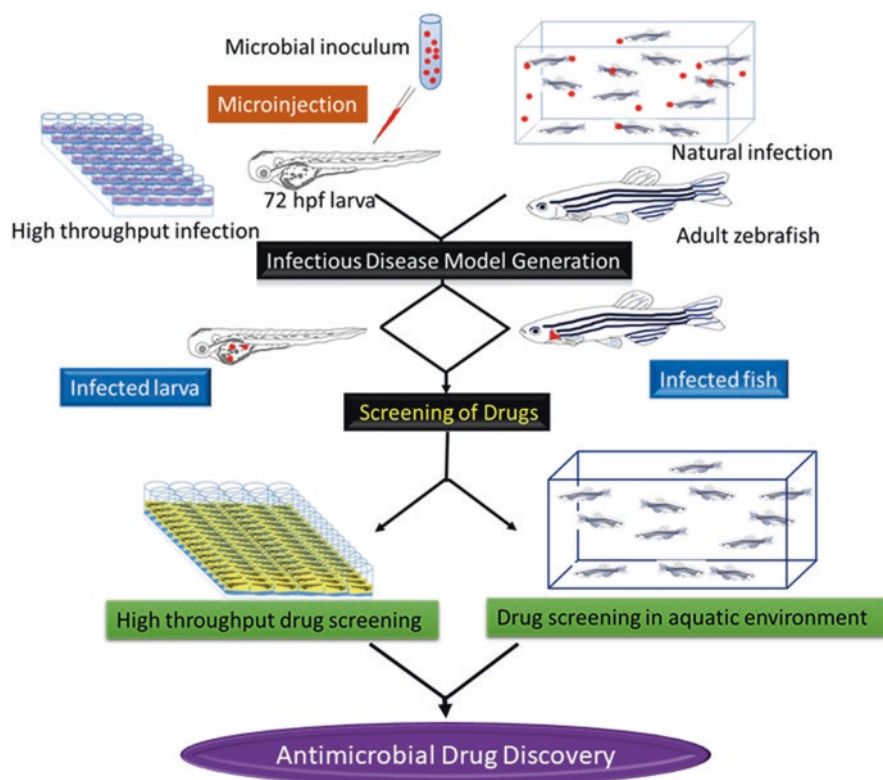 Microbial inoculum
Microinjection
Natural infection
72 hpf larva
High throughput infection
Adult zebrafish
Infectious Disease Model Generation
Infected larva
Infected fish
Screening of Drugs
High throughput drug screening
Drug screening in aquatic environment
Antimicrobial Drug Discovery